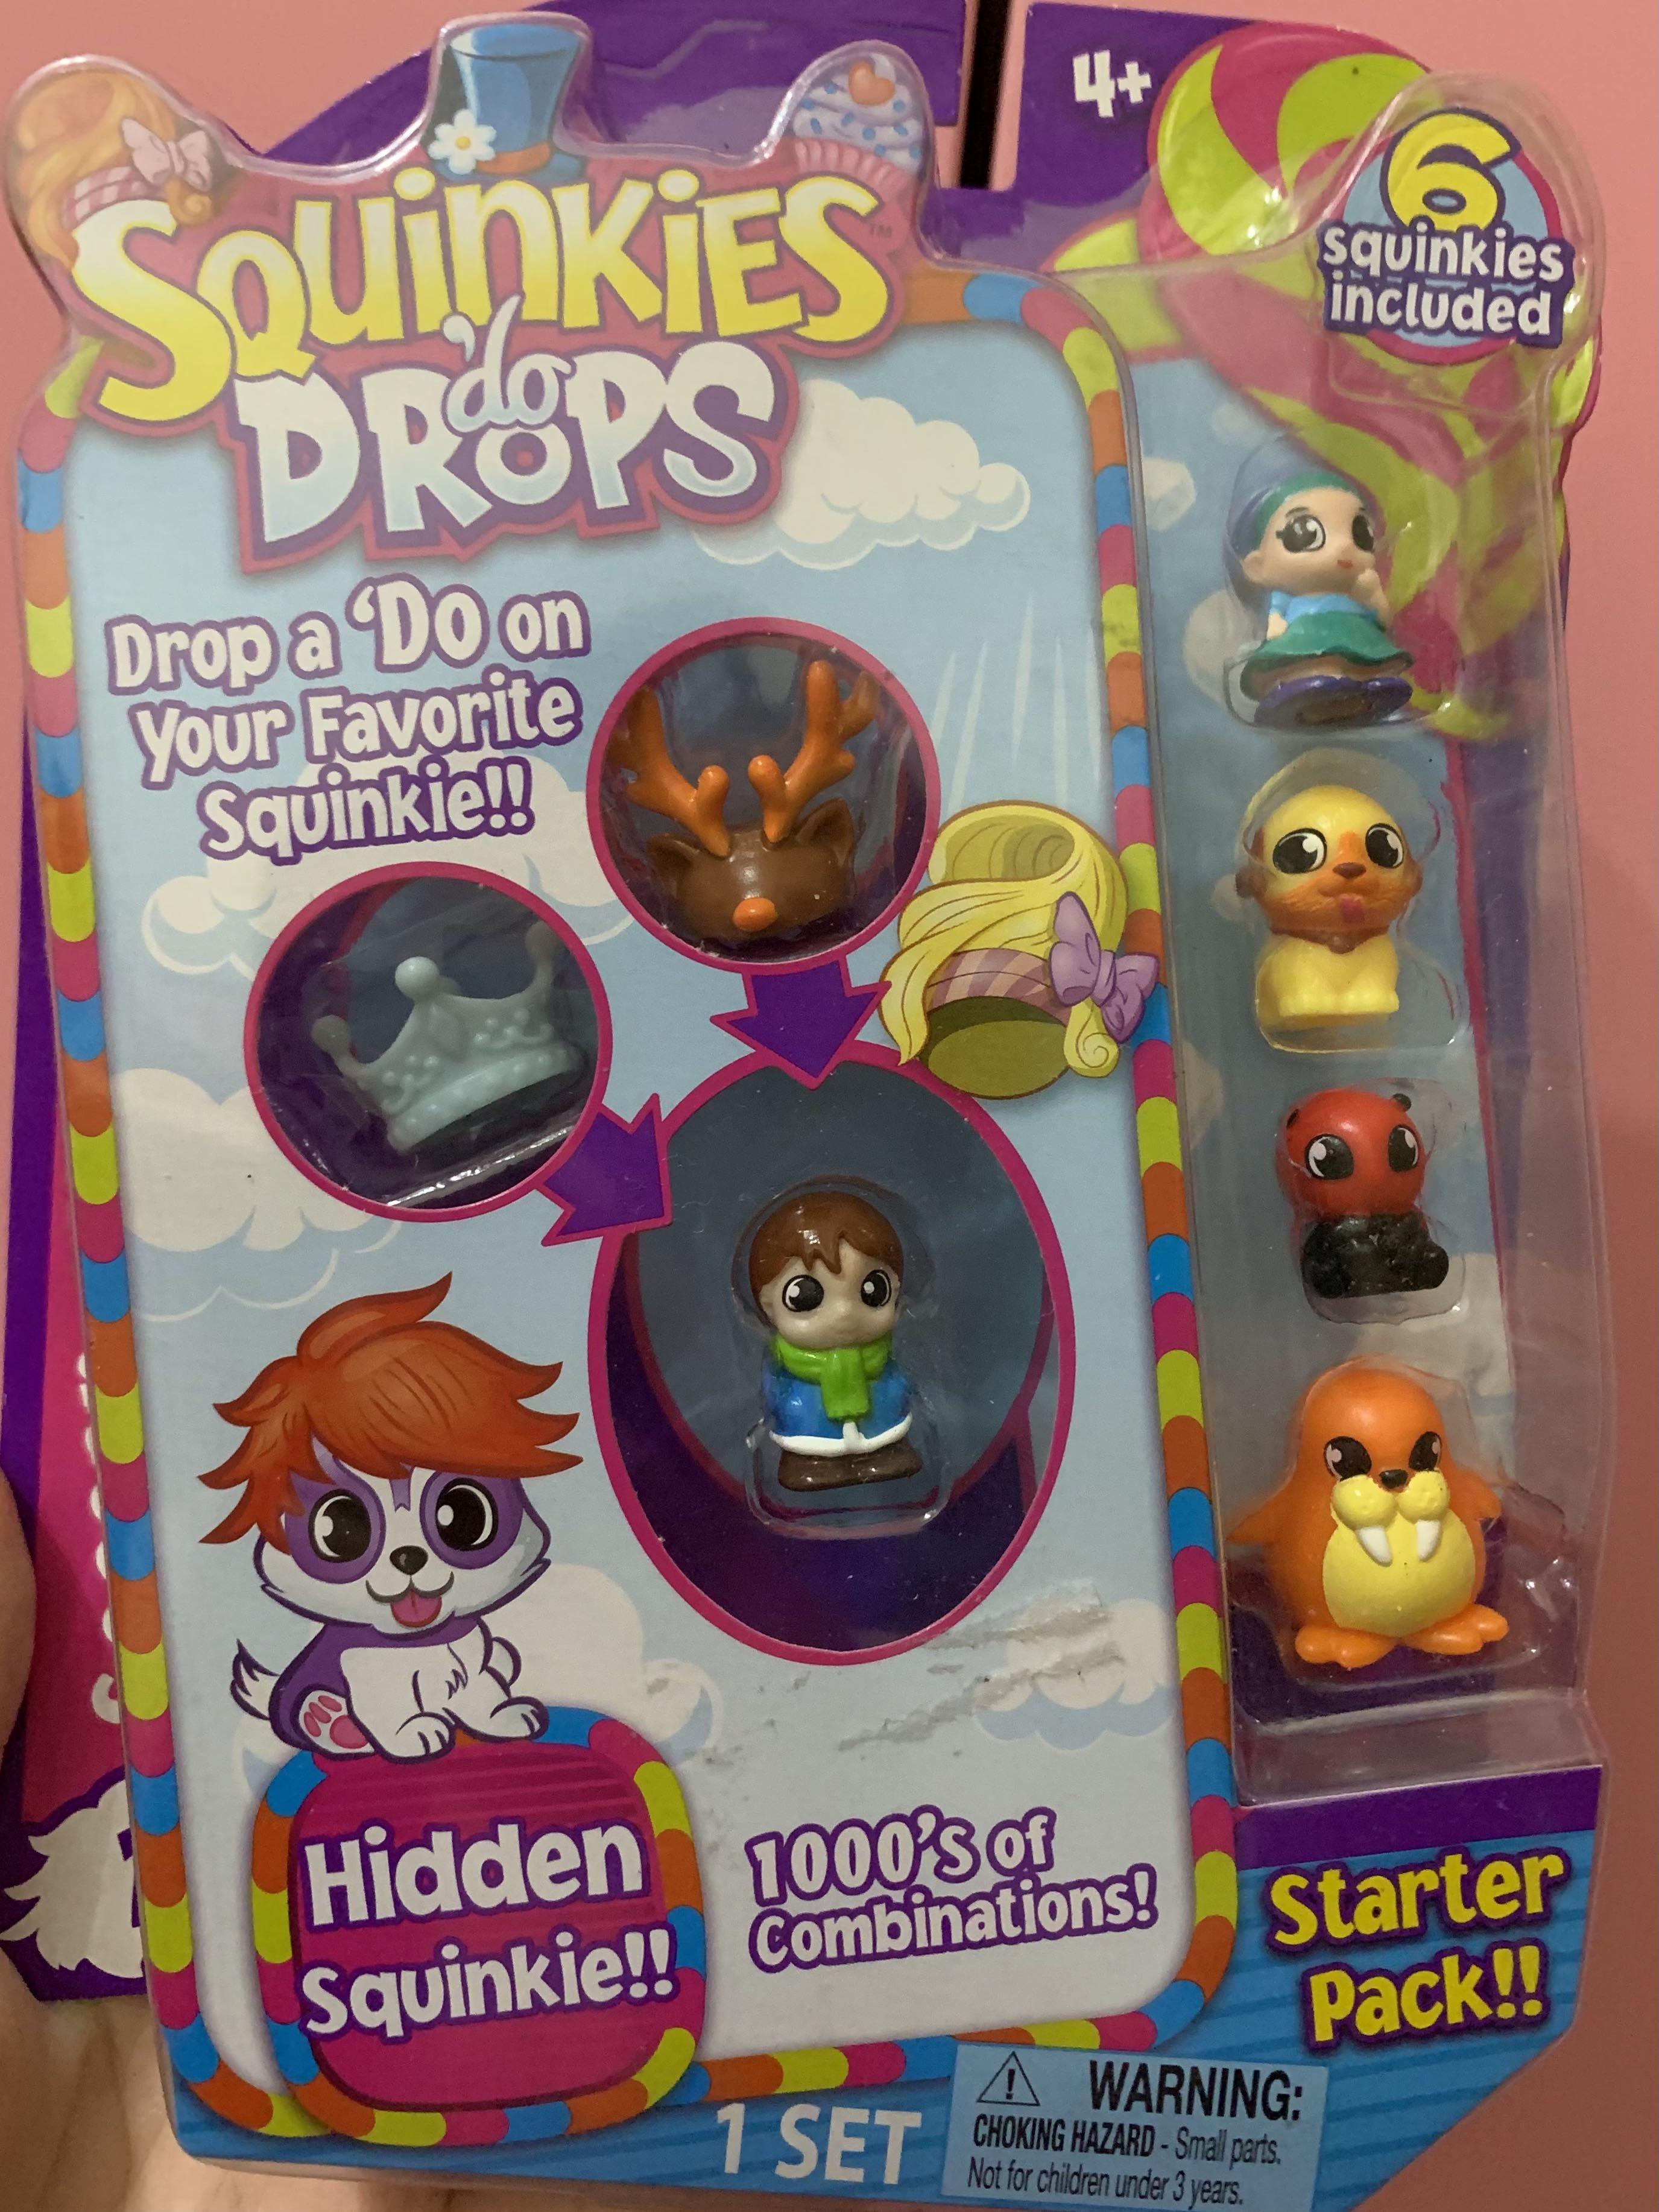 4+
6
squinkies
included
SQUINKIES™
'do
DROPS
Drop a 'Do on
your Favorite
Squinkie!!
Hidden
Squinkie!!
1000's of
Combinations!
Starter
Pack!!
1 SET
WARNING:
CHOKING HAZARD - Small parts.
Not for children under 3 years.